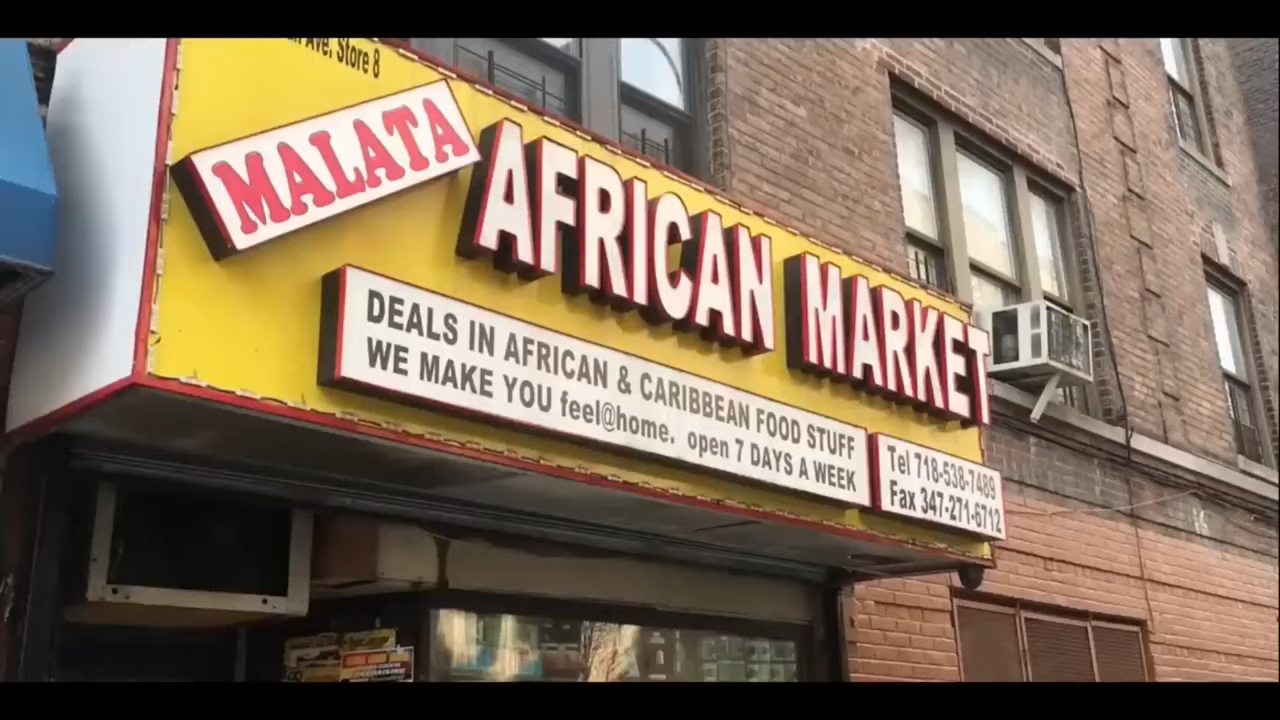 Ave. Store 8
MALATA
AFRICAN MARKET
DEALS IN AFRICAN & CARIBBEAN FOOD STUFF
WE MAKE YOU feel@home. open 7 DAYS A WEEK
Tel 718-538-7489
Fax 347-271-6712